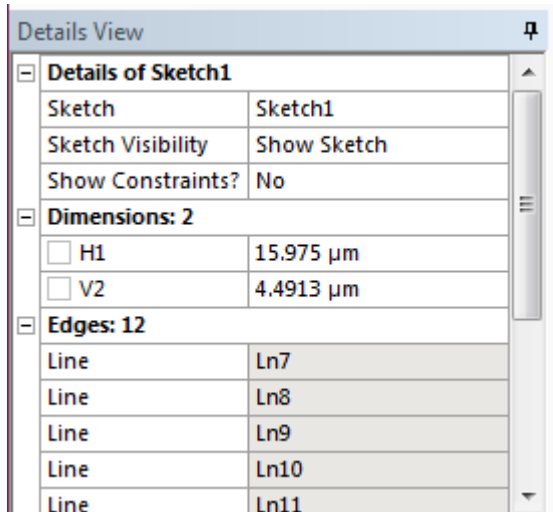 Details View
Details of Sketch1
Sketch Sketch1
Sketch Visibility Show Sketch
Show Constraints? No
Dimensions: 2
H1 15.975 µm
V2 4.4913 µm
Edges: 12
Line Ln7
Line Ln8
Line Ln9
Line Ln10
Line Ln11